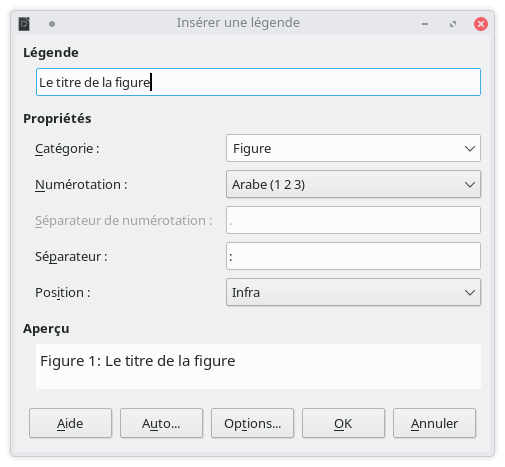 Insérer une légende
Légende
Le titre de la figure
Propriétés
Catégorie :
Figure
Numérotation :
Arabe (1 2 3)
Séparateur de numérotation :
.
Séparateur :
:
Position :
Infra
Aperçu
Figure 1: Le titre de la figure
Aide
Auto...
Options...
OK
Annuler